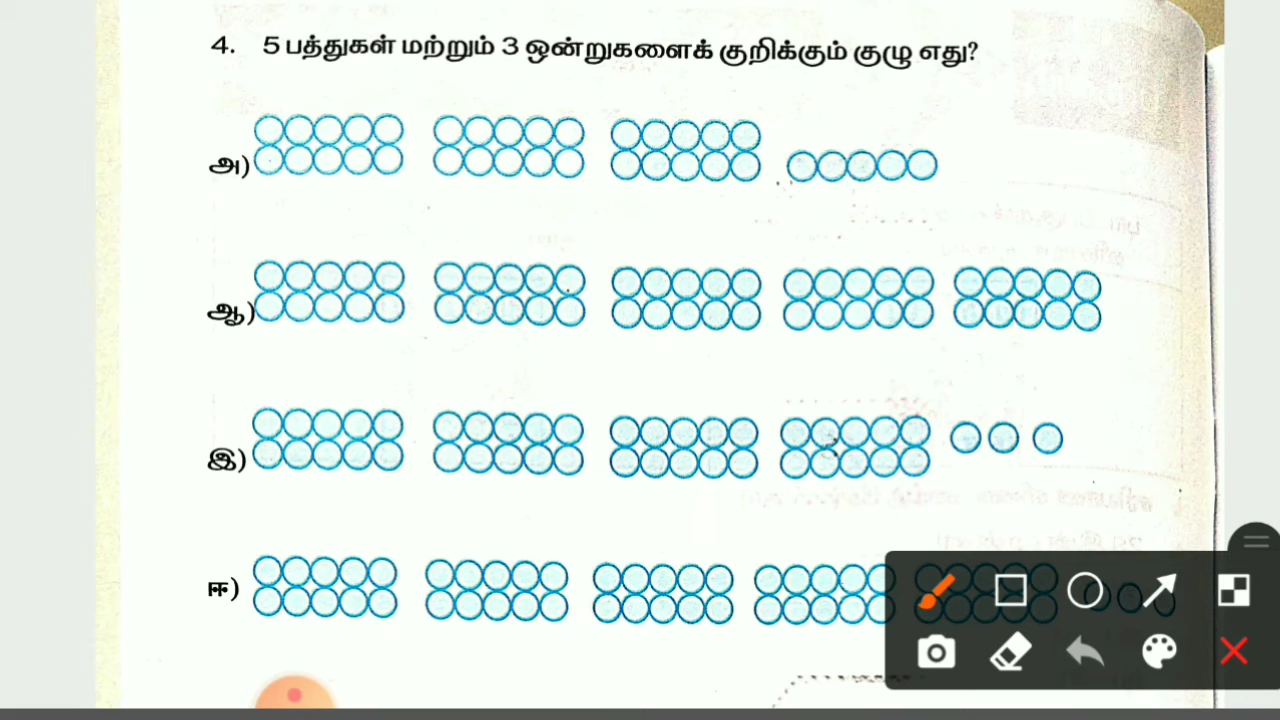 4. 5 பத்துகள் மற்றும் 3 ஒன்றுகளைக் குறிக்கும் குழு எது?
அ)
ஆ)
இ)
ஈ)